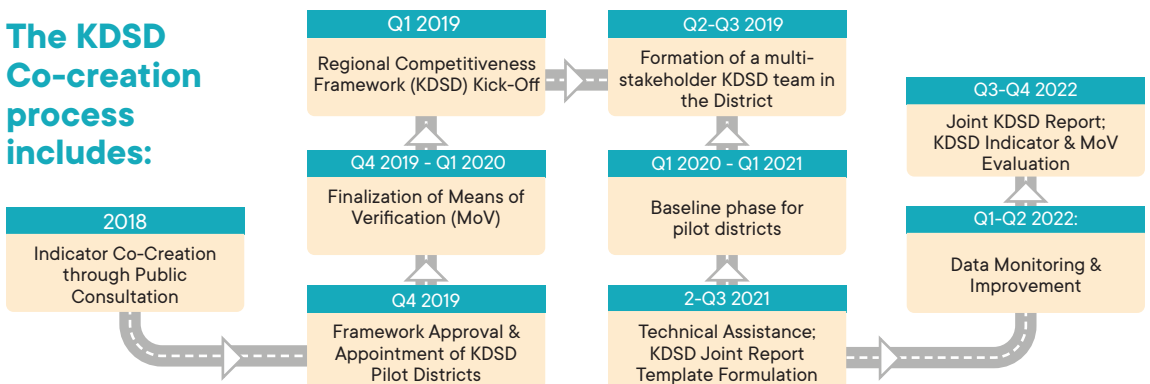 The KDSD
Co-creation
process
includes:
2018
Indicator Co-Creation
through Public
Consultation
Q1 2019
Regional Competitiveness
Framework (KDSD) Kick-Off
Q4 2019 - Q1 2020
Finalization of Means of
Verification (MoV)
Q4 2019
Framework Approval &
Appointment of KDSD
Pilot Districts
Q2-Q3 2019
Formation of a multi-
stakeholder KDSD team in
the District
Q1 2020 - Q1 2021
Baseline phase for
pilot districts
2-Q3 2021
Technical Assistance;
KDSD Joint Report
Template Formulation
Q3-Q4 2022
Joint KDSD Report;
KDSD Indicator & MoV
Evaluation
Q1-Q2 2022:
Data Monitoring &
Improvement